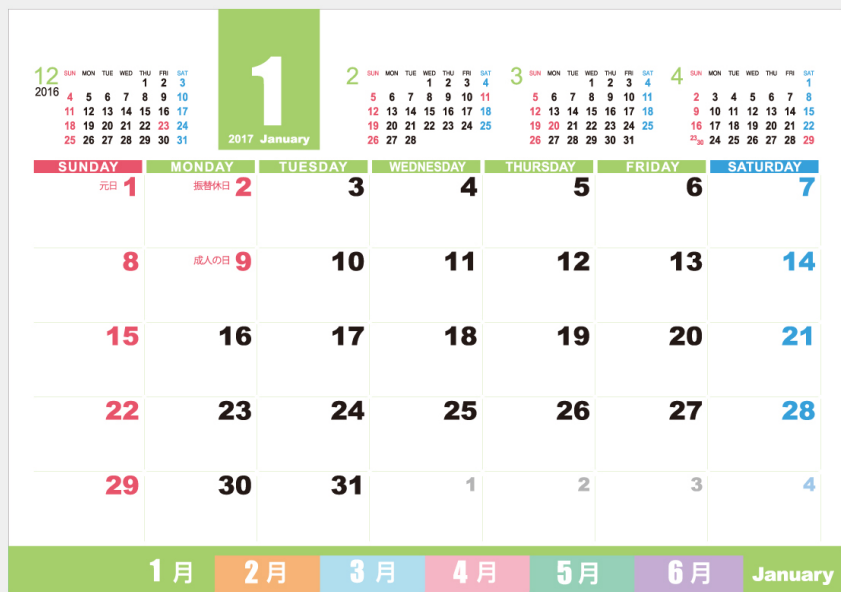 12
2016
SUN MON TUE WED THU FRI SAT
1 2 3
4 5 6 7 8 9 10
11 12 13 14 15 16 17
18 19 20 21 22 23 24
25 26 27 28 29 30 31
1
2017 January
2
SUN MON TUE WED THU FRI SAT
1 2 3 4
5 6 7 8 9 10 11
12 13 14 15 16 17 18
19 20 21 22 23 24 25
26 27 28
3
SUN MON TUE WED THU FRI SAT
1 2 3 4
5 6 7 8 9 10 11
12 13 14 15 16 17 18
19 20 21 22 23 24 25
26 27 28 29 30 31
4
SUN MON TUE WED THU FRI SAT
1
2 3 4 5 6 7 8
9 10 11 12 13 14 15
16 17 18 19 20 21 22
23 30 24 25 26 27 28 29
SUNDAY MONDAY TUESDAY WEDNESDAY THURSDAY FRIDAY SATURDAY
元日 1 振替休日 2 3 4 5 6 7
8 成人の日 9 10 11 12 13 14
15 16 17 18 19 20 21
22 23 24 25 26 27 28
29 30 31 1 2 3 4
1月 2月 3月 4月 5月 6月 January